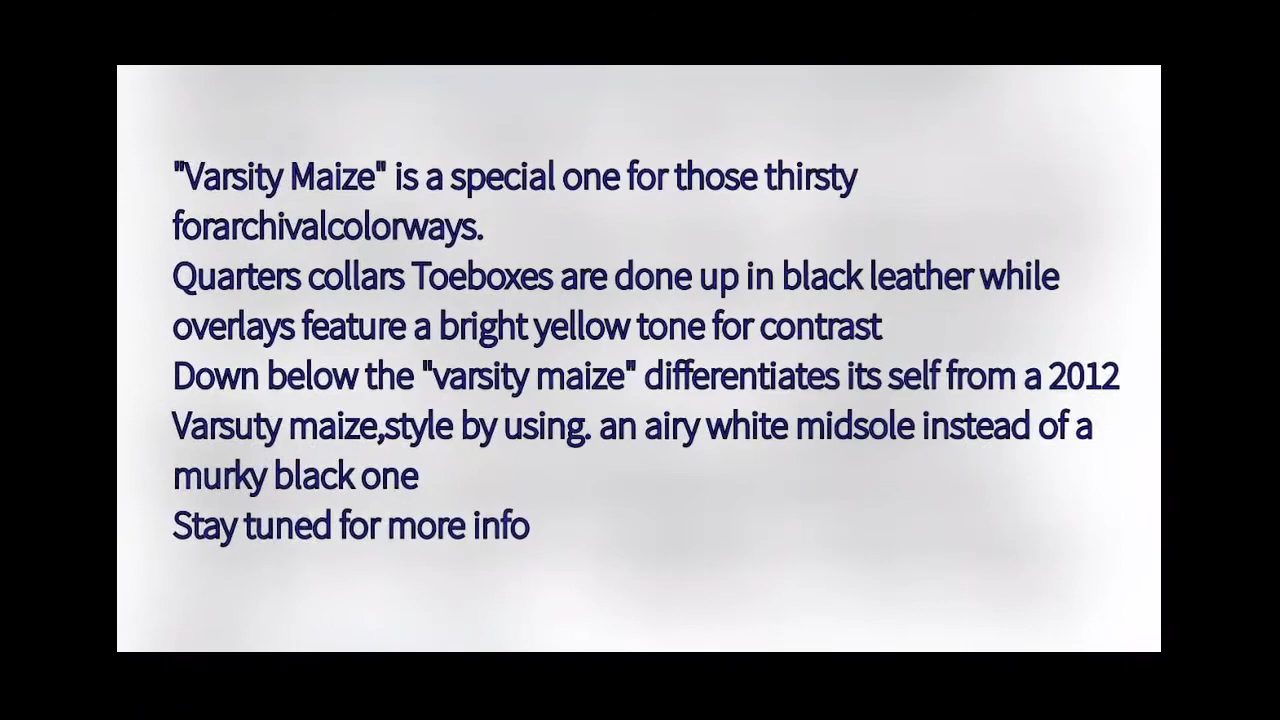 "Varsity Maize" is a special one for those thirsty
forarchivalcolorways.
Quarters collars Toeboxes are done up in black leather while
overlays feature a bright yellow tone for contrast
Down below the "varsity maize" differentiates its self from a 2012
Varsuty maize,style by using. an airy white midsole instead of a
murky black one
Stay tuned for more info